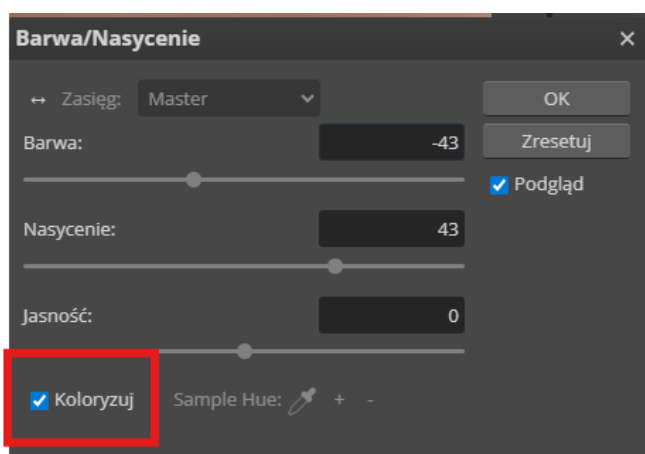 Barwa/Nasycenie
Zasięg: Master
OK
Barwa: -43
Zresetuj
Podgląd
Nasycenie: 43
Jasność: 0
Koloryzuj Sample Hue: + -